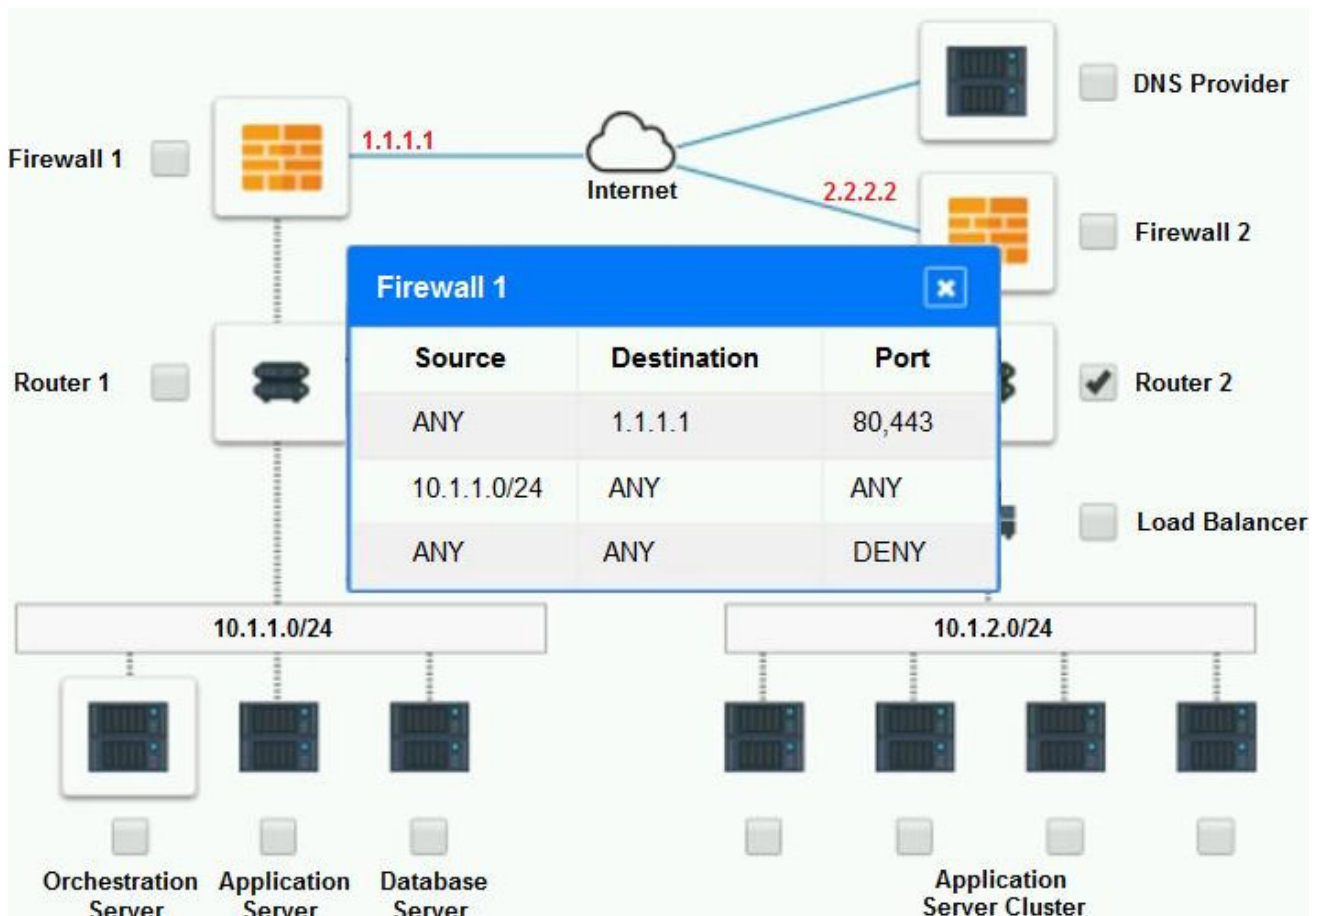 DNS Provider
Firewall 1
1.1.1.1
Internet
2.2.2.2
Firewall 2
Firewall 1
Source Destination Port
ANY 1.1.1.1 80,443
10.1.1.0/24 ANY ANY
ANY ANY DENY
Router 1
Router 2
Load Balancer
10.1.1.0/24
10.1.2.0/24
Orchestration Server
Application Server
Database Server
Application
Server Cluster